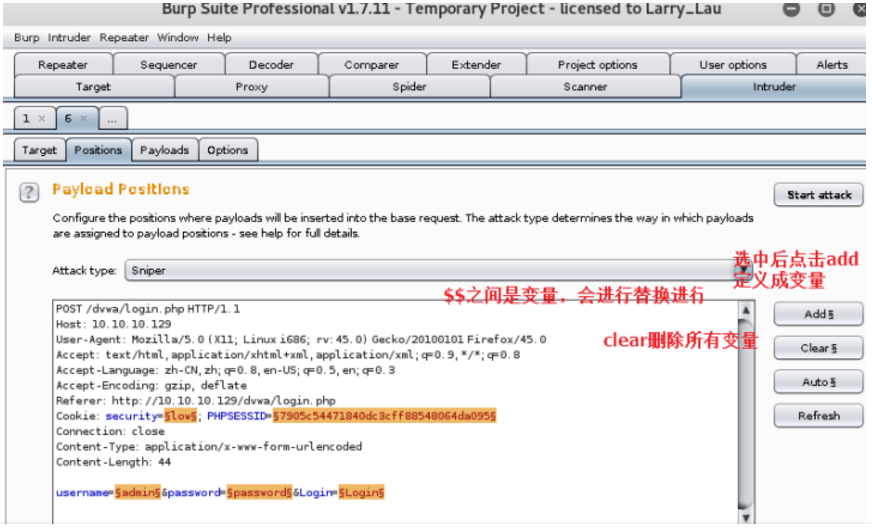 Burp Suite Professional v1.7.11 - Temporary Project - licensed to Larry_Lau
Burp Intruder Repeater Window Help
Repeater Sequencer Decoder Comparer Extender Project options User options Alerts
Target Proxy Spider Scanner Intruder
1 × 6 × ...
Target Positions Payloads Options
? Payload Positions
Start attack
Configure the positions where payloads will be inserted into the base request. The attack type determines the way in which payloads
are assigned to payload positions - see help for full details.
选中后点击add
定义成变量
Attack type: Sniper
$$之间是变量，会进行替换进行
POST /dvwa/login.php HTTP/1.1
Host: 10.10.10.129
User-Agent: Mozilla/5.0 (X11; Linux i686; rv:45.0) Gecko/20100101 Firefox/45.0
Accept: text/html,application/xhtml+xml,application/xml;q=0.9,*/*;q=0.8
Accept-Language: zh-CN,zh;q=0.8,en-US;q=0.5,en;q=0.3
Accept-Encoding: gzip, deflate
Referer: http://10.10.10.129/dvwa/login.php
Cookie: security=§low§; PHPSESSID=§7905c54471840dc3cff88548064da095§
Connection: close
Content-Type: application/x-www-form-urlencoded
Content-Length: 44
username=§admin§&password=§password§&Login=§Login§
clear删除所有变量
Add §
Clear §
Auto §
Refresh